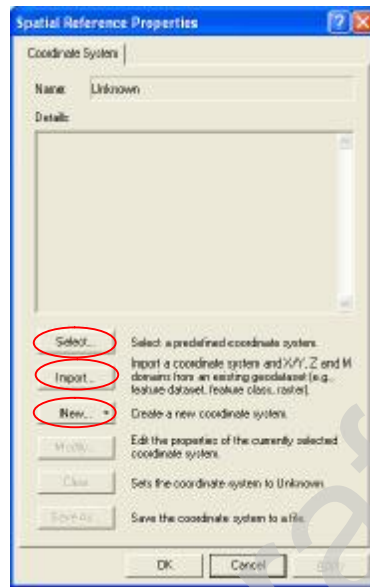 Spatial Reference Properties
Coordinate System
Name: Unknown
Details:
Select... Select a predefined coordinate system.
Import... Import a coordinate system and X/Y, Z and M
domains from an existing geodataset (e.g.,
feature dataset, feature class, raster).
New... Create a new coordinate system.
Modify... Edit the properties of the currently selected
coordinate system.
Clear Sets the coordinate system to Unknown.
Save As... Save the coordinate system to a file.
OK Cancel Apply